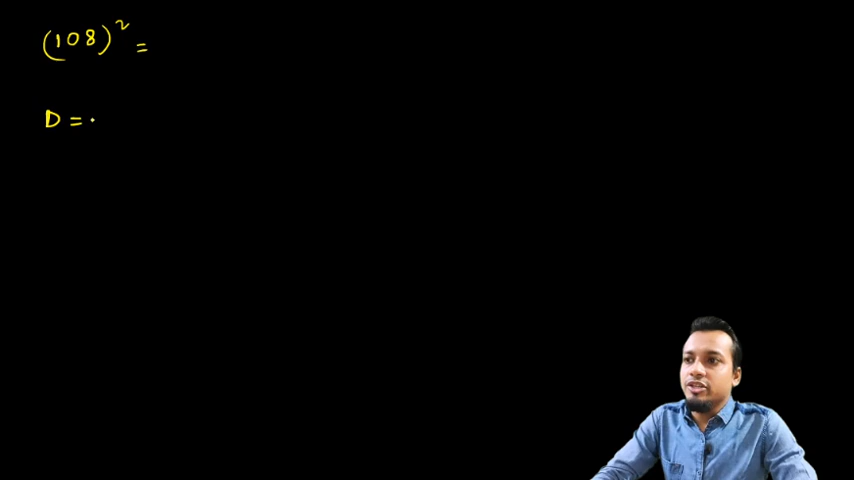 (108)² =
D = .